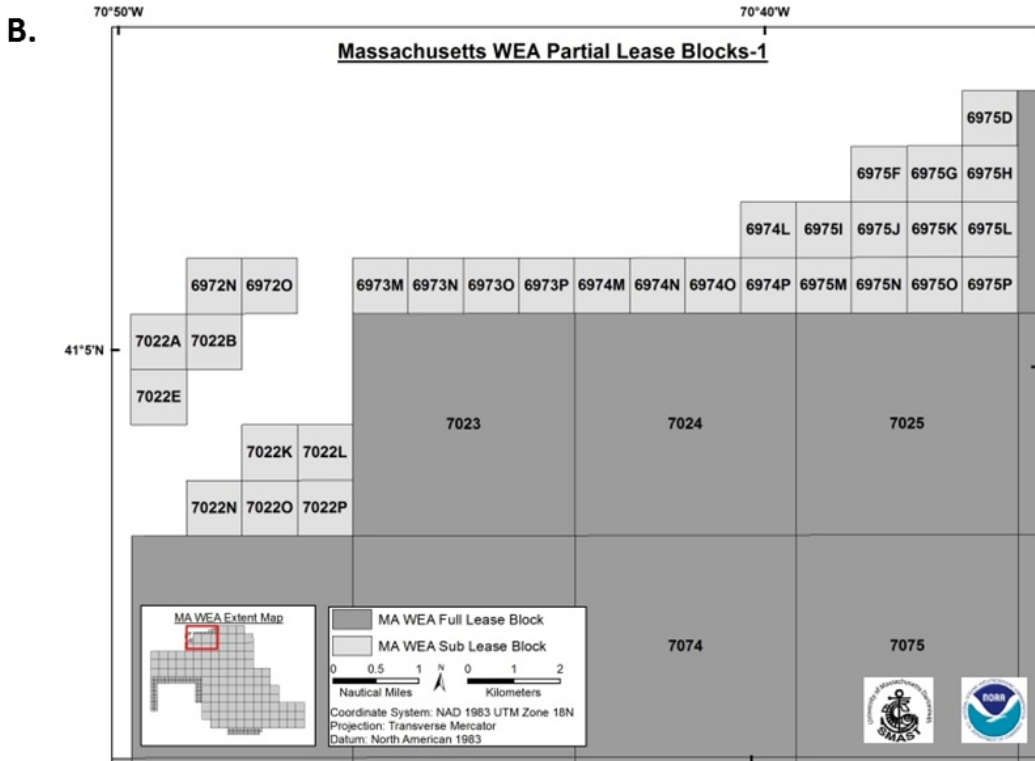 B.
70°50'W
70°40'W
Massachusetts WEA Partial Lease Blocks-1
6975D
6975F 6975G 6975H
6974L 6975I 6975J 6975K 6975L
6972N 6972O 6973M 6973N 6973O 6973P 6974M 6974N 6974O 6974P 6975M 6975N 6975O 6975P
7022A 7022B
41°5'N
7022E
7023 7024 7025
7022K 7022L
7022N 7022O 7022P
7074 7075
MA WEA Extent Map
MA WEA Full Lease Block
MA WEA Sub Lease Block
0 0.5 1
Nautical Miles
N
0 1 2
Kilometers
Coordinate System: NAD 1983 UTM Zone 18N
Projection: Transverse Mercator
Datum: North American 1983
University of Massachusetts Dartmouth
SMAST
NOAA